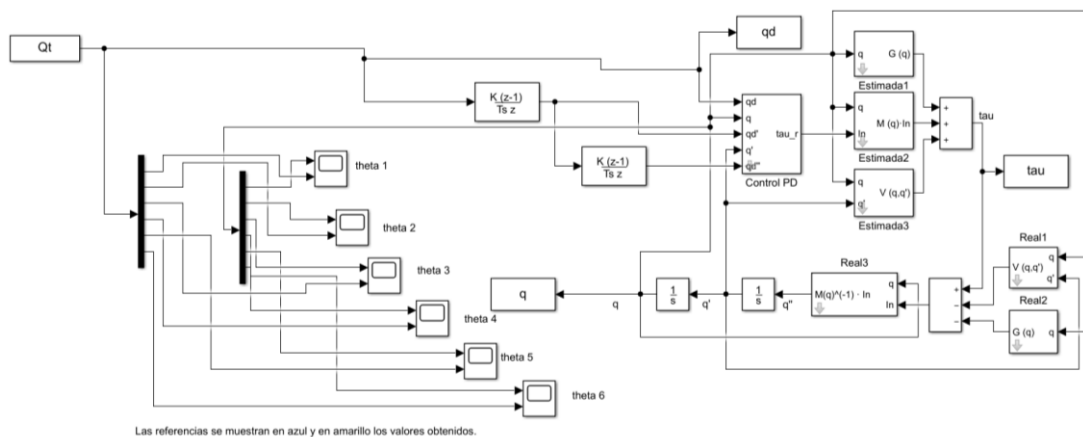 Qt
qd
K (z-1)
Ts z
K (z-1)
Ts z
qd
q
qd'
q'
qd''
tau_r
Control PD
q
G (q)
Estimada1
q
In
M (q)·In
Estimada2
q
q'
V (q,q')
Estimada3
+
+
+
tau
tau
theta 1
theta 2
theta 3
theta 4
theta 5
theta 6
q
q
1
s
q'
1
s
q''
Real3
M(q)^(-1) · In
q
In
+
−
−
Real1
V (q,q')
q
q'
Real2
G (q)
q
Las referencias se muestran en azul y en amarillo los valores obtenidos.